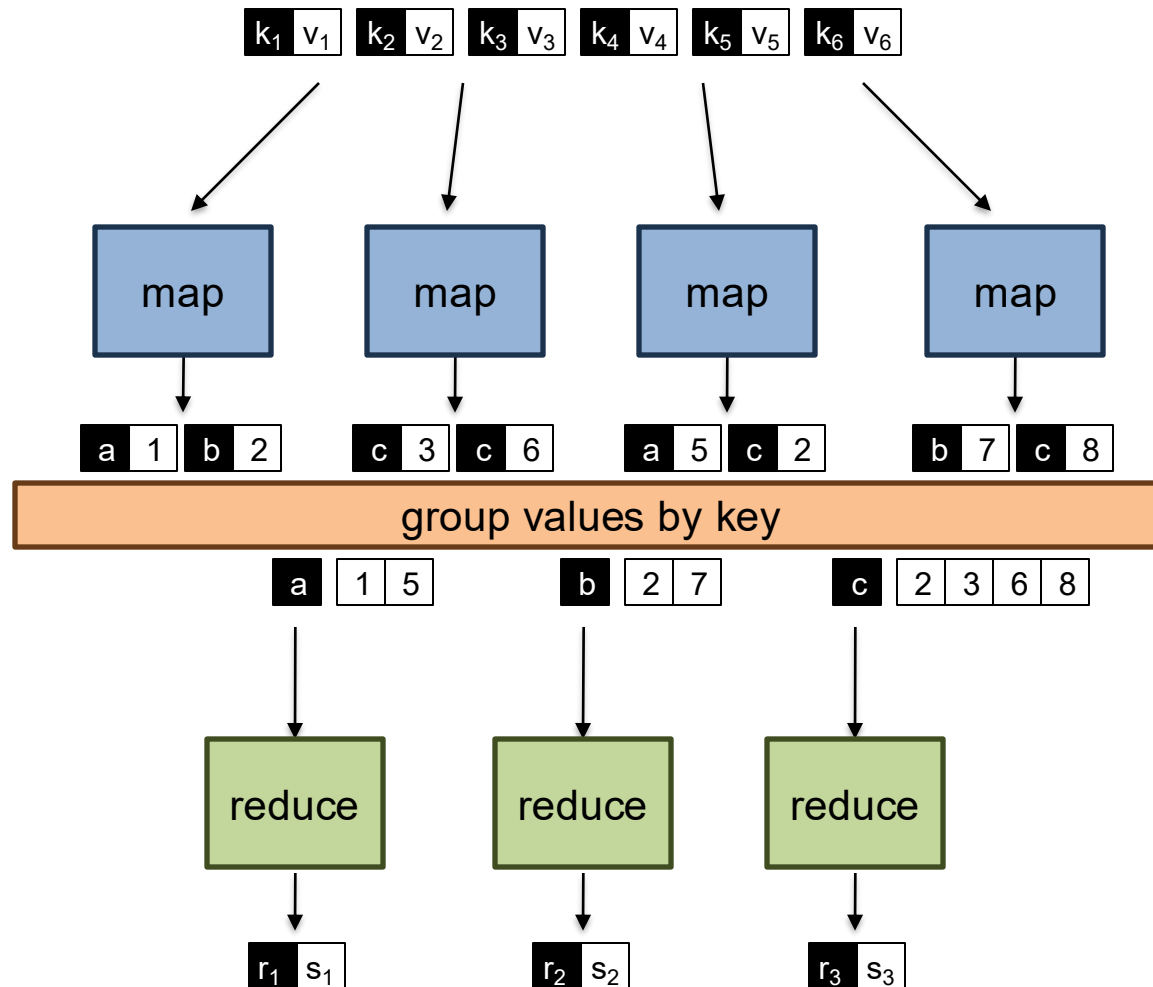 k₁ v₁ k₂ v₂ k₃ v₃ k₄ v₄ k₅ v₅ k₆ v₆
map map map map
a 1 b 2 c 3 c 6 a 5 c 2 b 7 c 8
group values by key
a 1 5 b 2 7 c 2 3 6 8
reduce reduce reduce
r₁ s₁ r₂ s₂ r₃ s₃